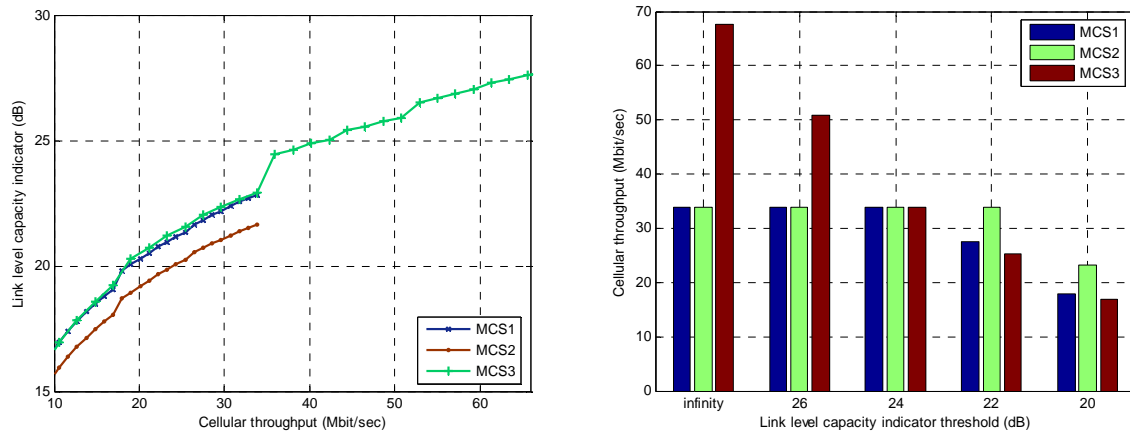 30
25
20
15
Link level capacity indicator (dB)
10 20 30 40 50 60
Cellular throughput (Mbit/sec)
MCS1
MCS2
MCS3
70
60
50
40
30
20
10
0
Cellular throughput (Mbit/sec)
infinity 26 24 22 20
Link level capacity indicator threshold (dB)
MCS1
MCS2
MCS3